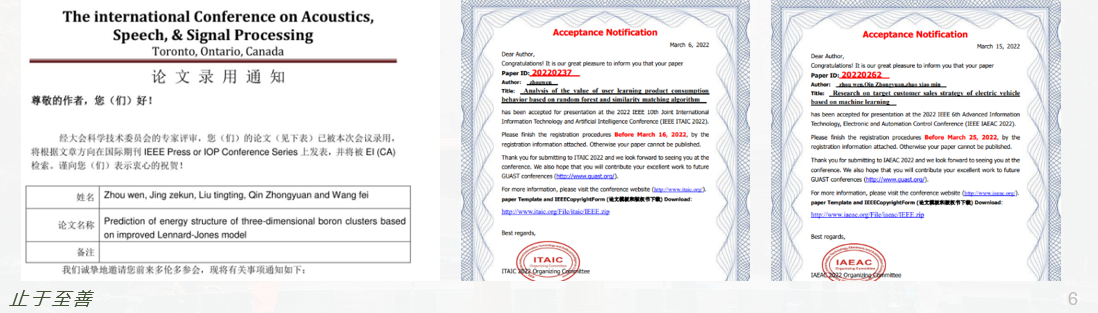 The international Conference on Acoustics,
Speech, & Signal Processing
Toronto, Ontario, Canada
论 文 录 用 通 知
尊敬的作者，您（们）好！
经大会科学技术委员会的专家评审，您（们）的论文（见下表）已被本次会议录用，
将根据文章方向在国际期刊 IEEE Press or IOP Conference Series 上发表，并将被 EI (CA)
检索。谨向您（们）表示衷心的祝贺！
姓名 Zhou wen, Jing zekun, Liu tingting, Qin Zhongyuan and Wang fei
论文名称 Prediction of energy structure of three-dimensional boron clusters based
on improved Lennard-Jones model
备注
我们诚挚地邀请您前来多伦多参会，现将有关事项通知如下：
Acceptance Notification
March 6, 2022
Dear Author,
Congratulations! It is our great pleasure to inform you that your paper
Paper ID: 20220237
Author: zhouwen
Title: Analysis of the value of user learning product consumption
behavior based on random forest and similarity matching algorithm
has been accepted for presentation at the 2022 IEEE 10th Joint International
Information Technology and Artificial Intelligence Conference (IEEE ITAIC 2022).
Please finish the registration procedures Before March 16, 2022, by the
registration information attached. Otherwise your paper cannot be published.
Thank you for submitting to ITAIC 2022 and we look forward to seeing you at the
conference. We also hope that you will contribute your excellent work to future
GUAST conferences (http://www.guast.org/).
For more information, please visit the conference website (http://www.itaic.org/).
paper Template and IEEECopyrightForm (论文模板和版权书下载) Download:
http://www.itaic.org/File/itaic/IEEE.zip
Best regards,
ITAIC
Organizing Committee
ITAIC 2022 Organizing Committee
Acceptance Notification
March 15, 2022
Dear Author,
Congratulations! It is our great pleasure to inform you that your paper
Paper ID: 20220262
Author: zhou wen,Qin Zhongyuan,zhao xiao min
Title: Research on target customer sales strategy of electric vehicle
based on machine learning
has been accepted for presentation at the 2022 IEEE 6th Advanced Information
Technology, Electronic and Automation Control Conference (IEEE IAEAC 2022).
Please finish the registration procedures Before March 25, 2022, by the
registration information attached. Otherwise your paper cannot be published.
Thank you for submitting to IAEAC 2022 and we look forward to seeing you at the
conference. We also hope that you will contribute your excellent work to future
GUAST conferences (http://www.guast.org/).
For more information, please visit the conference website (http://www.iaeac.org/).
paper Template and IEEECopyrightForm (论文模板和版权书下载) Download:
http://www.iaeac.org/File/iaeac/IEEE.zip
Best regards,
IAEAC
Organizing Committee
IAEAC 2022 Organizing Committee
止于至善
6